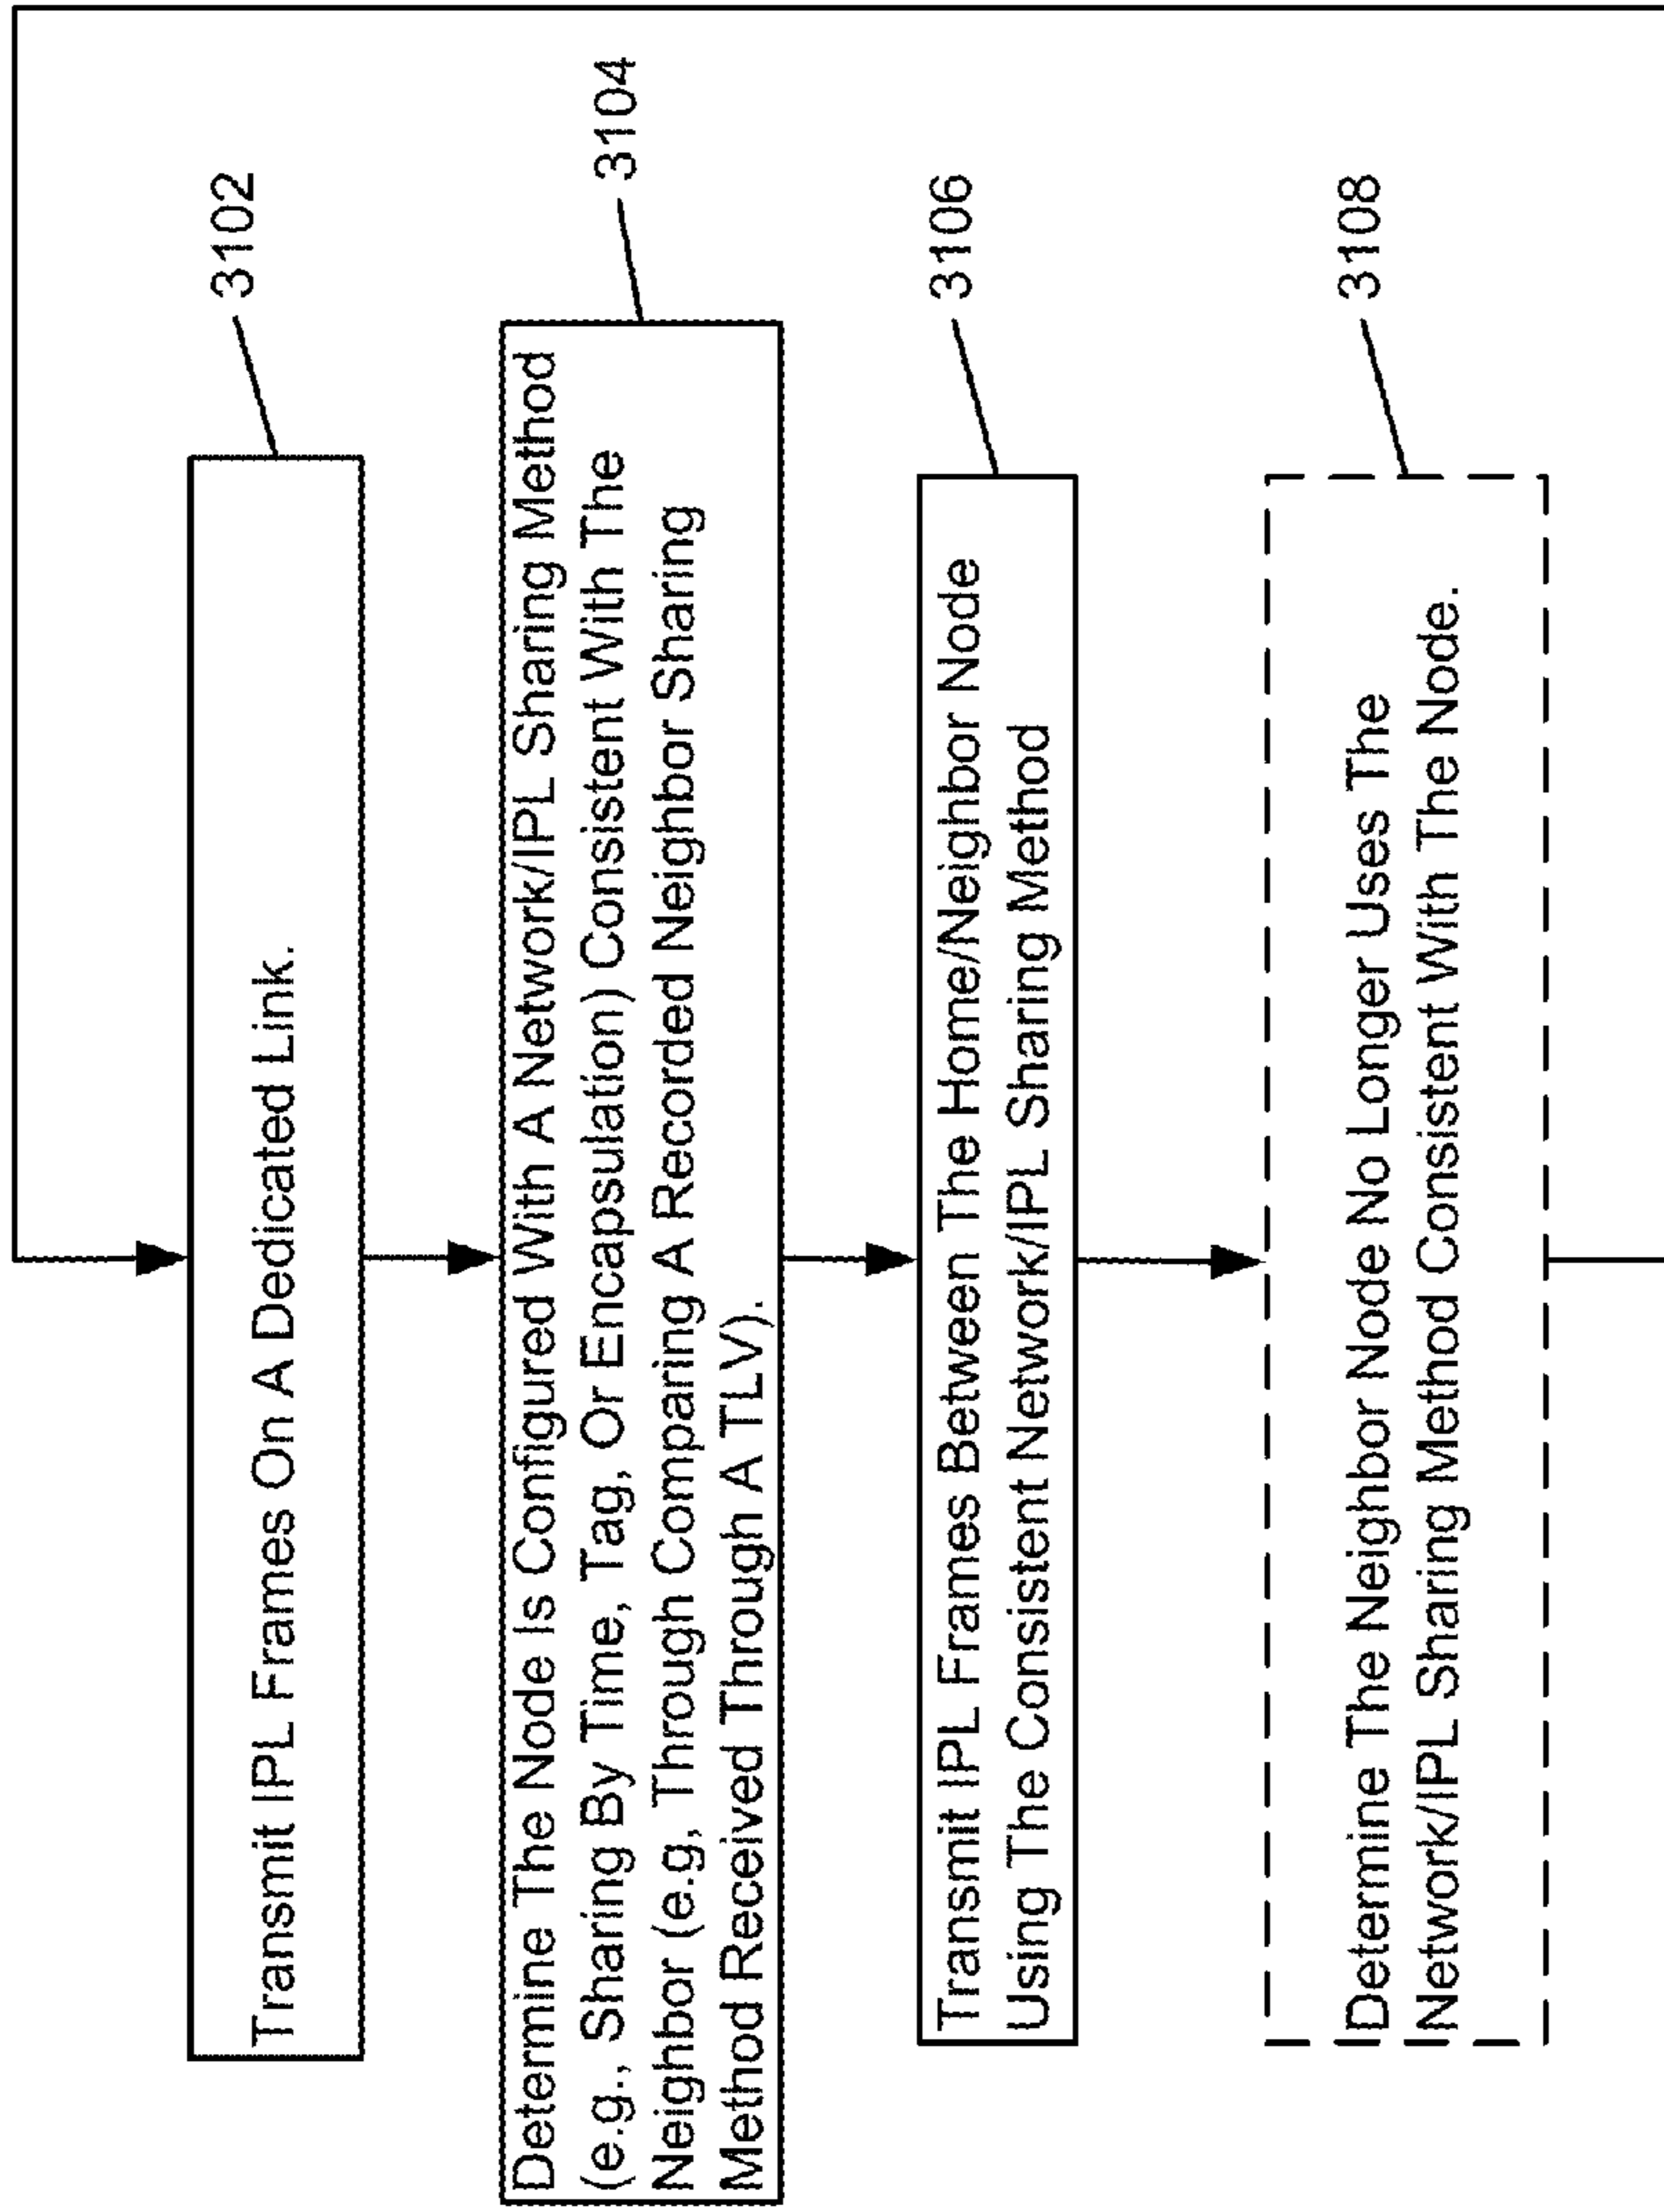 3102
Transmit IPL Frames On A Dedicated Link.
3104
Determine The Node Is Configured With A Network/IPL Sharing Method
(e.g., Sharing By Time, Tag, Or Encapsulation) Consistent With The
Neighbor (e.g, Through Comparing A Recorded Neighbor Sharing
Method Received Through A TLV).
3106
Transmit IPL Frames Between The Home/Neighbor Node
Using The Consistent Network/IPL Sharing Method
3108
Determine The Neighbor Node No Longer Uses The
Network/IPL Sharing Method Consistent With The Node.